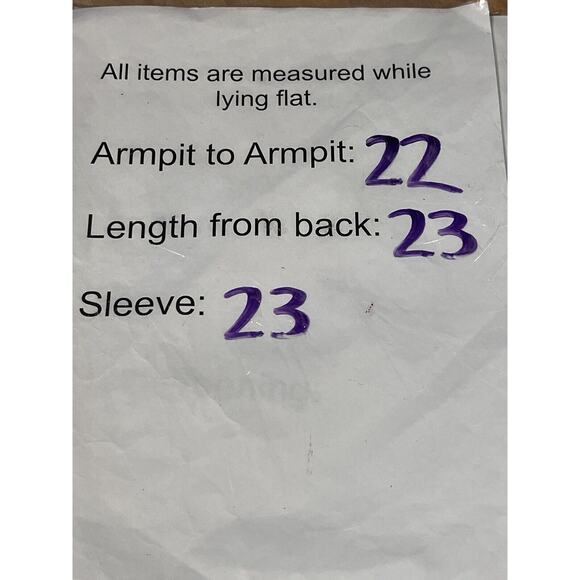 All items are measured while
lying flat.
Armpit to Armpit: 22
Length from back: 23
Sleeve: 23